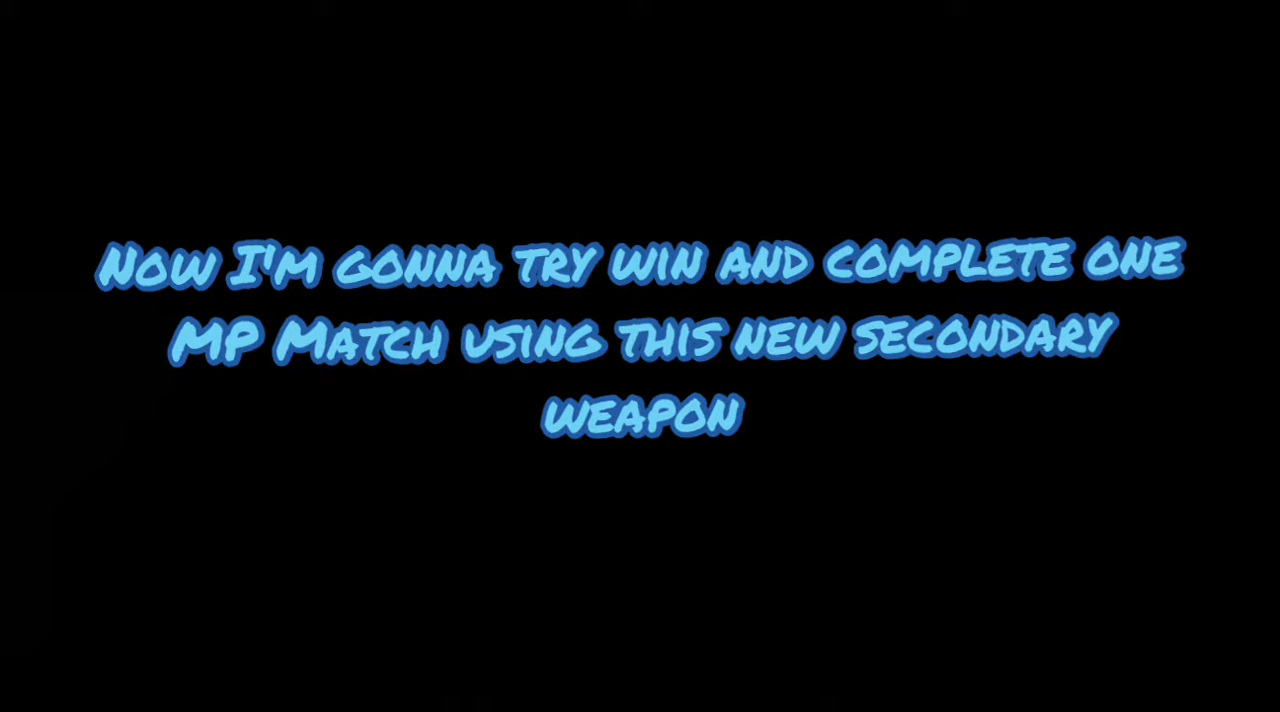 Now I'm gonna try win and complete one
MP Match using this new secondary
weapon